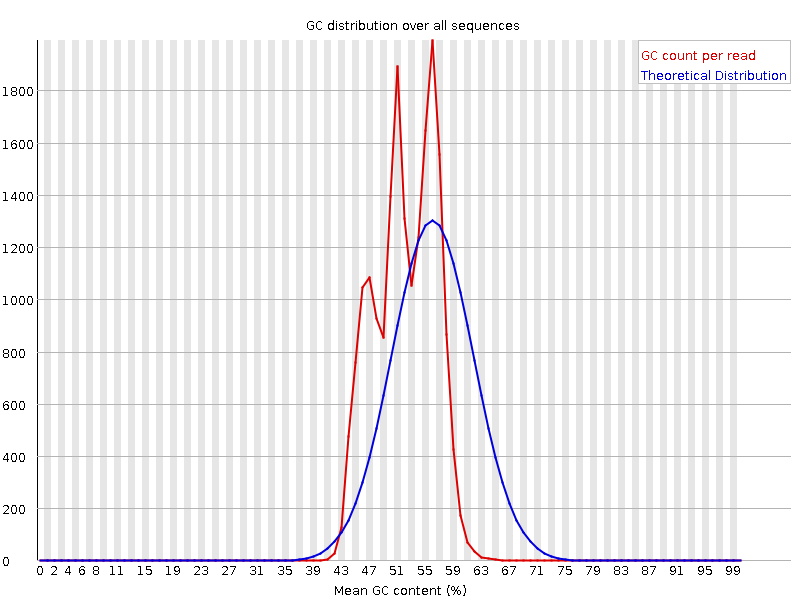 GC distribution over all sequences
GC count per read
Theoretical Distribution
1800
1600
1400
1200
1000
800
600
400
200
0
0 2 4 6 8 11 15 19 23 27 31 35 39 43 47 51 55 59 63 67 71 75 79 83 87 91 95 99
Mean GC content (%)